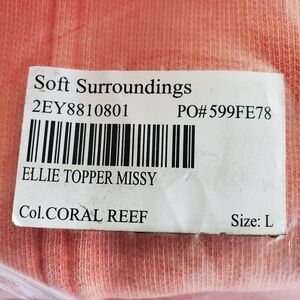 Soft Surroundings
2EY8810801 PO#599FE78
ELLIE TOPPER MISSY
Col.CORAL REEF Size: L